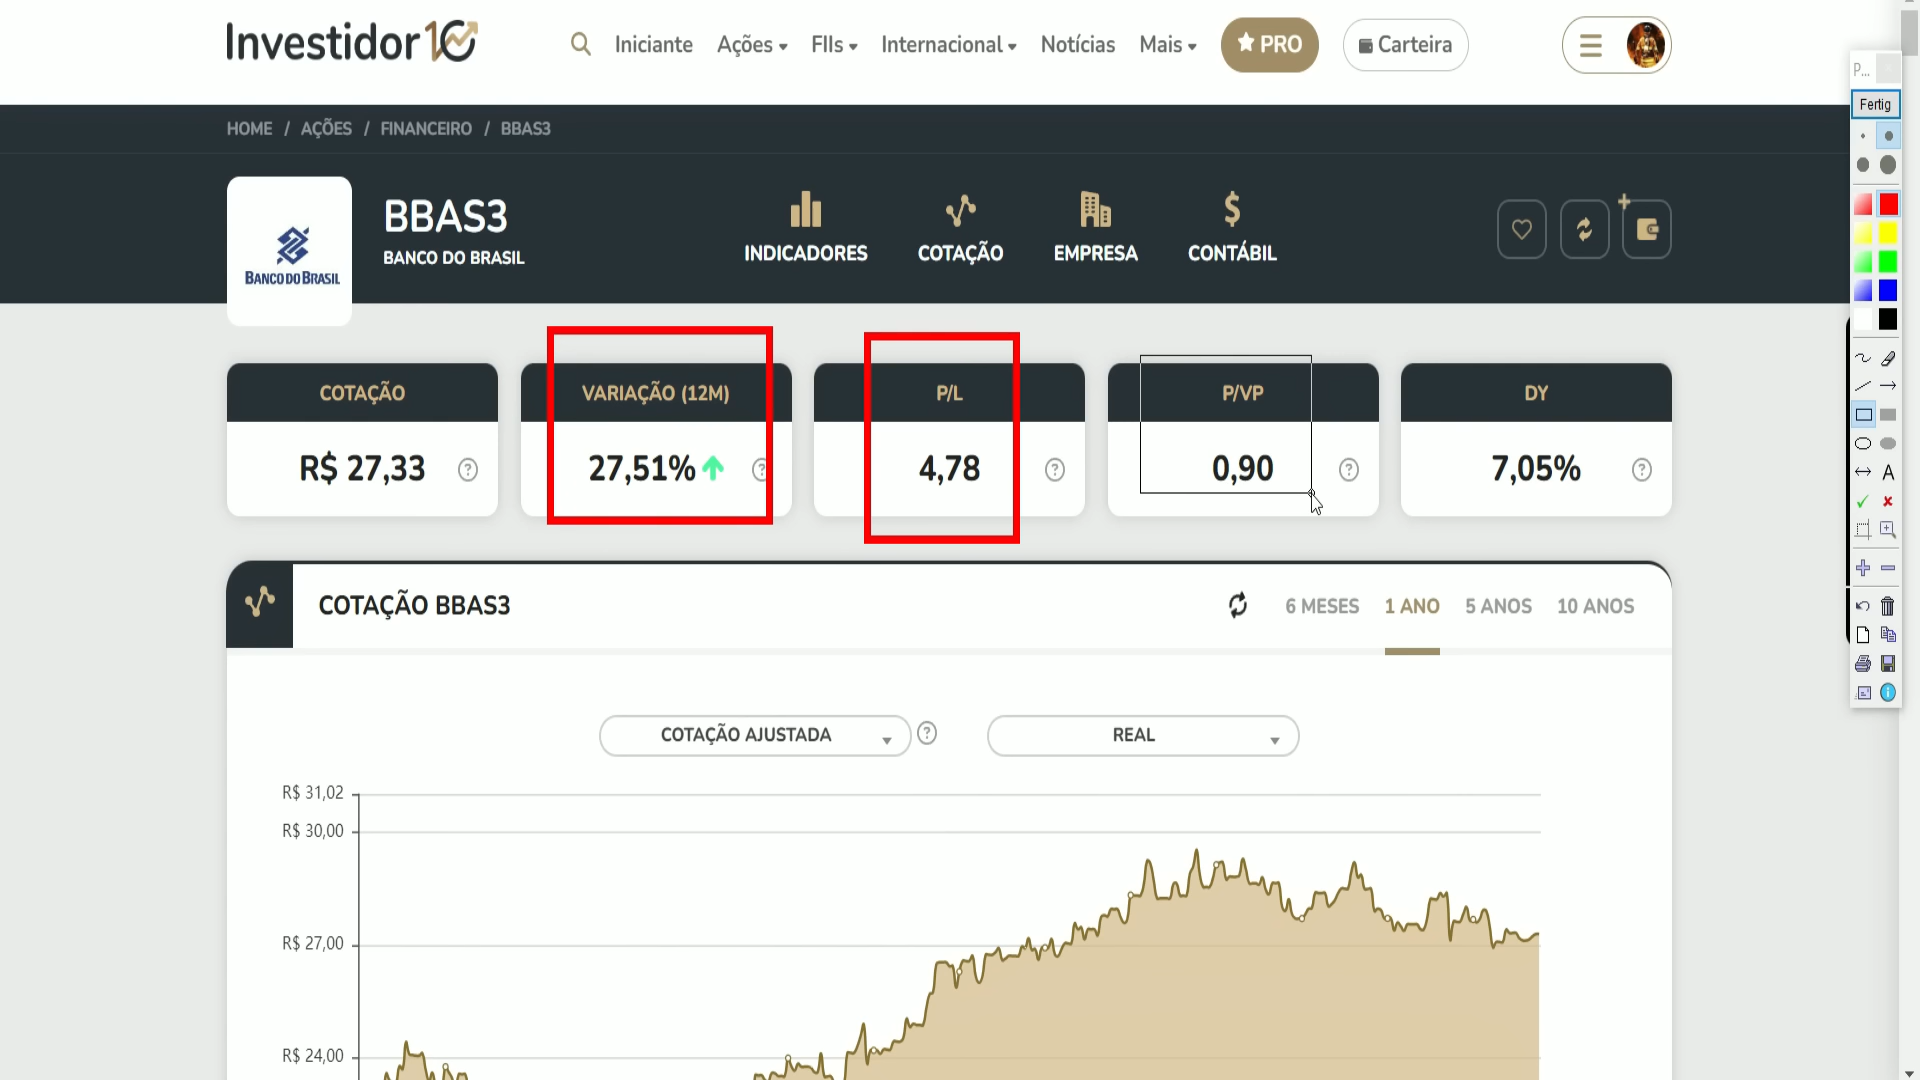 Investidor 10
Iniciante
Ações
FIIs
Internacional
Notícias
Mais
PRO
Carteira
P...
Fertig
HOME / AÇÕES / FINANCEIRO / BBAS3
BANCO DO BRASIL
BBAS3
BANCO DO BRASIL
INDICADORES
COTAÇÃO
EMPRESA
CONTÁBIL
COTAÇÃO
R$ 27,33
VARIAÇÃO (12M)
27,51%
P/L
4,78
P/VP
0,90
DY
7,05%
COTAÇÃO BBAS3
6 MESES
1 ANO
5 ANOS
10 ANOS
COTAÇÃO AJUSTADA
REAL
R$ 31,02
R$ 30,00
R$ 27,00
R$ 24,00